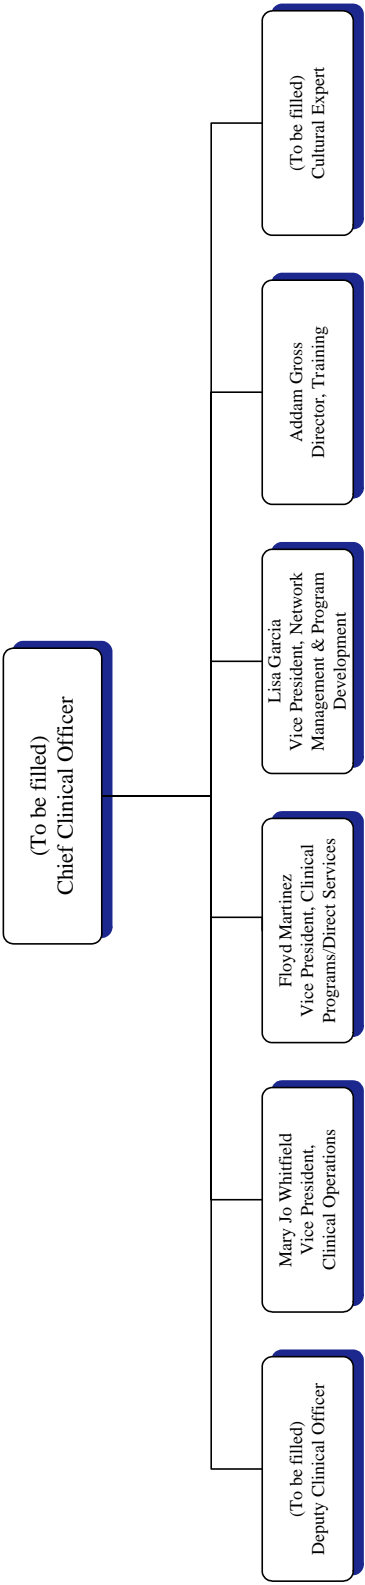 (To be filled)
Chief Clinical Officer
(To be filled)
Deputy Clinical Officer
Mary Jo Whitfield
Vice President,
Clinical Operations
Floyd Martinez
Vice President, Clinical
Programs/Direct Services
Lisa Garcia
Vice President, Network
Management & Program
Development
Addam Gross
Director, Training
(To be filled)
Cultural Expert